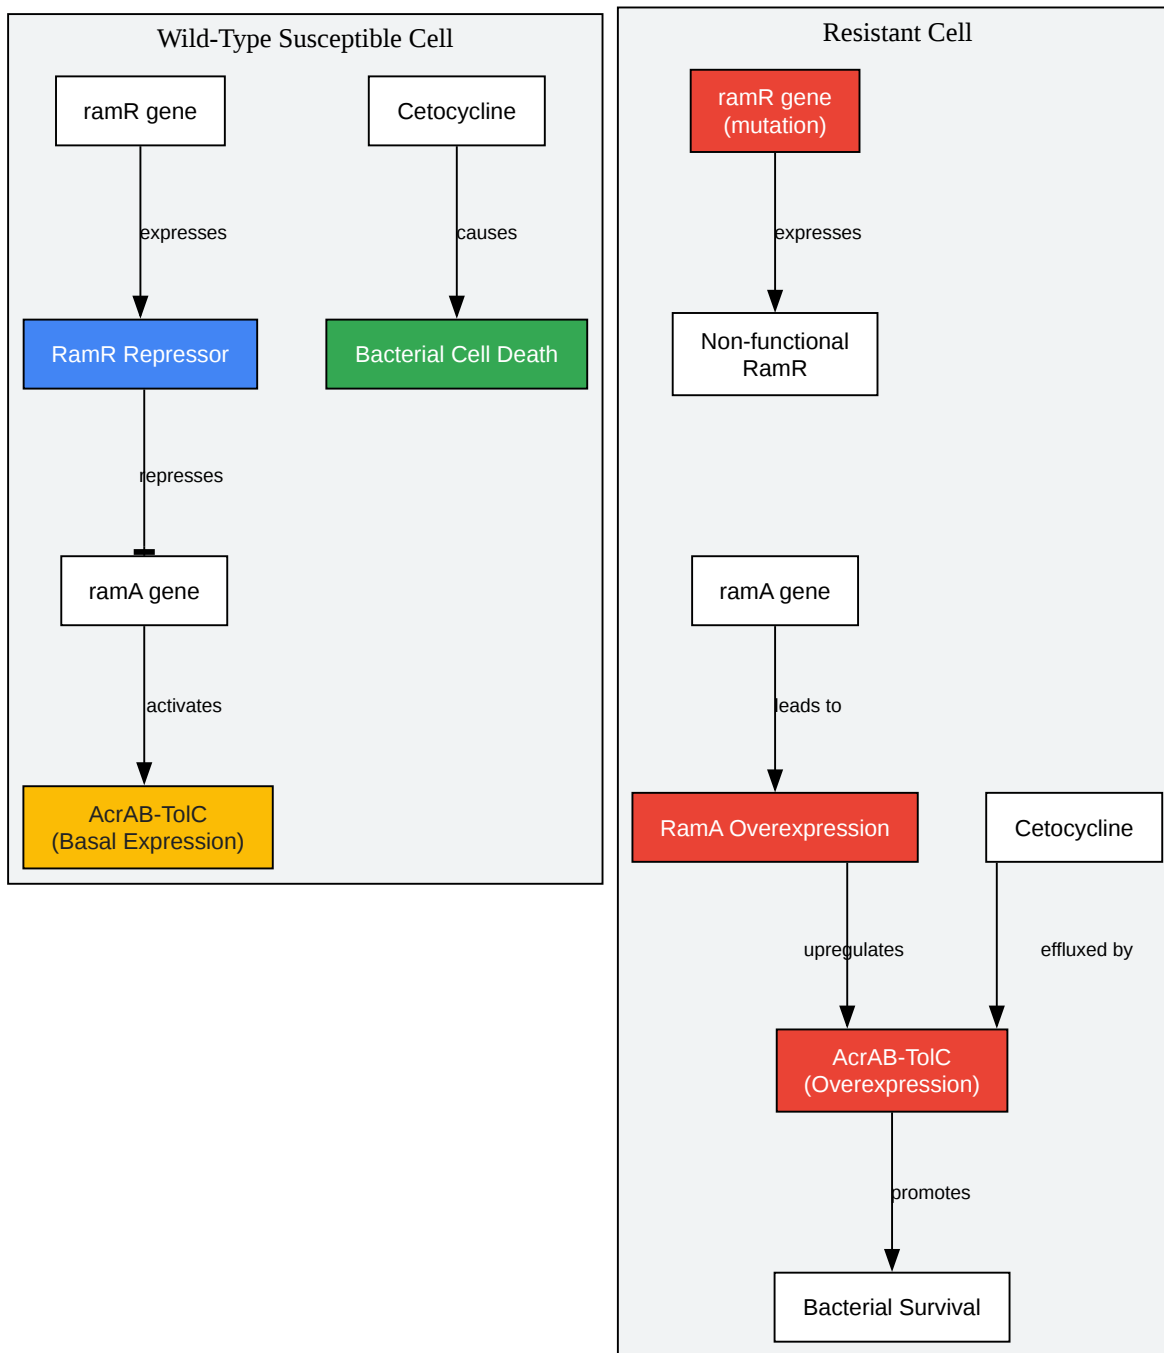 Wild-Type Susceptible Cell
ramR gene
Cetocycline
expresses
causes
RamR Repressor
Bacterial Cell Death
represses
ramA gene
activates
AcrAB-TolC
(Basal Expression)
Resistant Cell
ramR gene
(mutation)
expresses
Non-functional
RamR
ramA gene
leads to
RamA Overexpression
Cetocycline
upregulates
effluxed by
AcrAB-TolC
(Overexpression)
promotes
Bacterial Survival